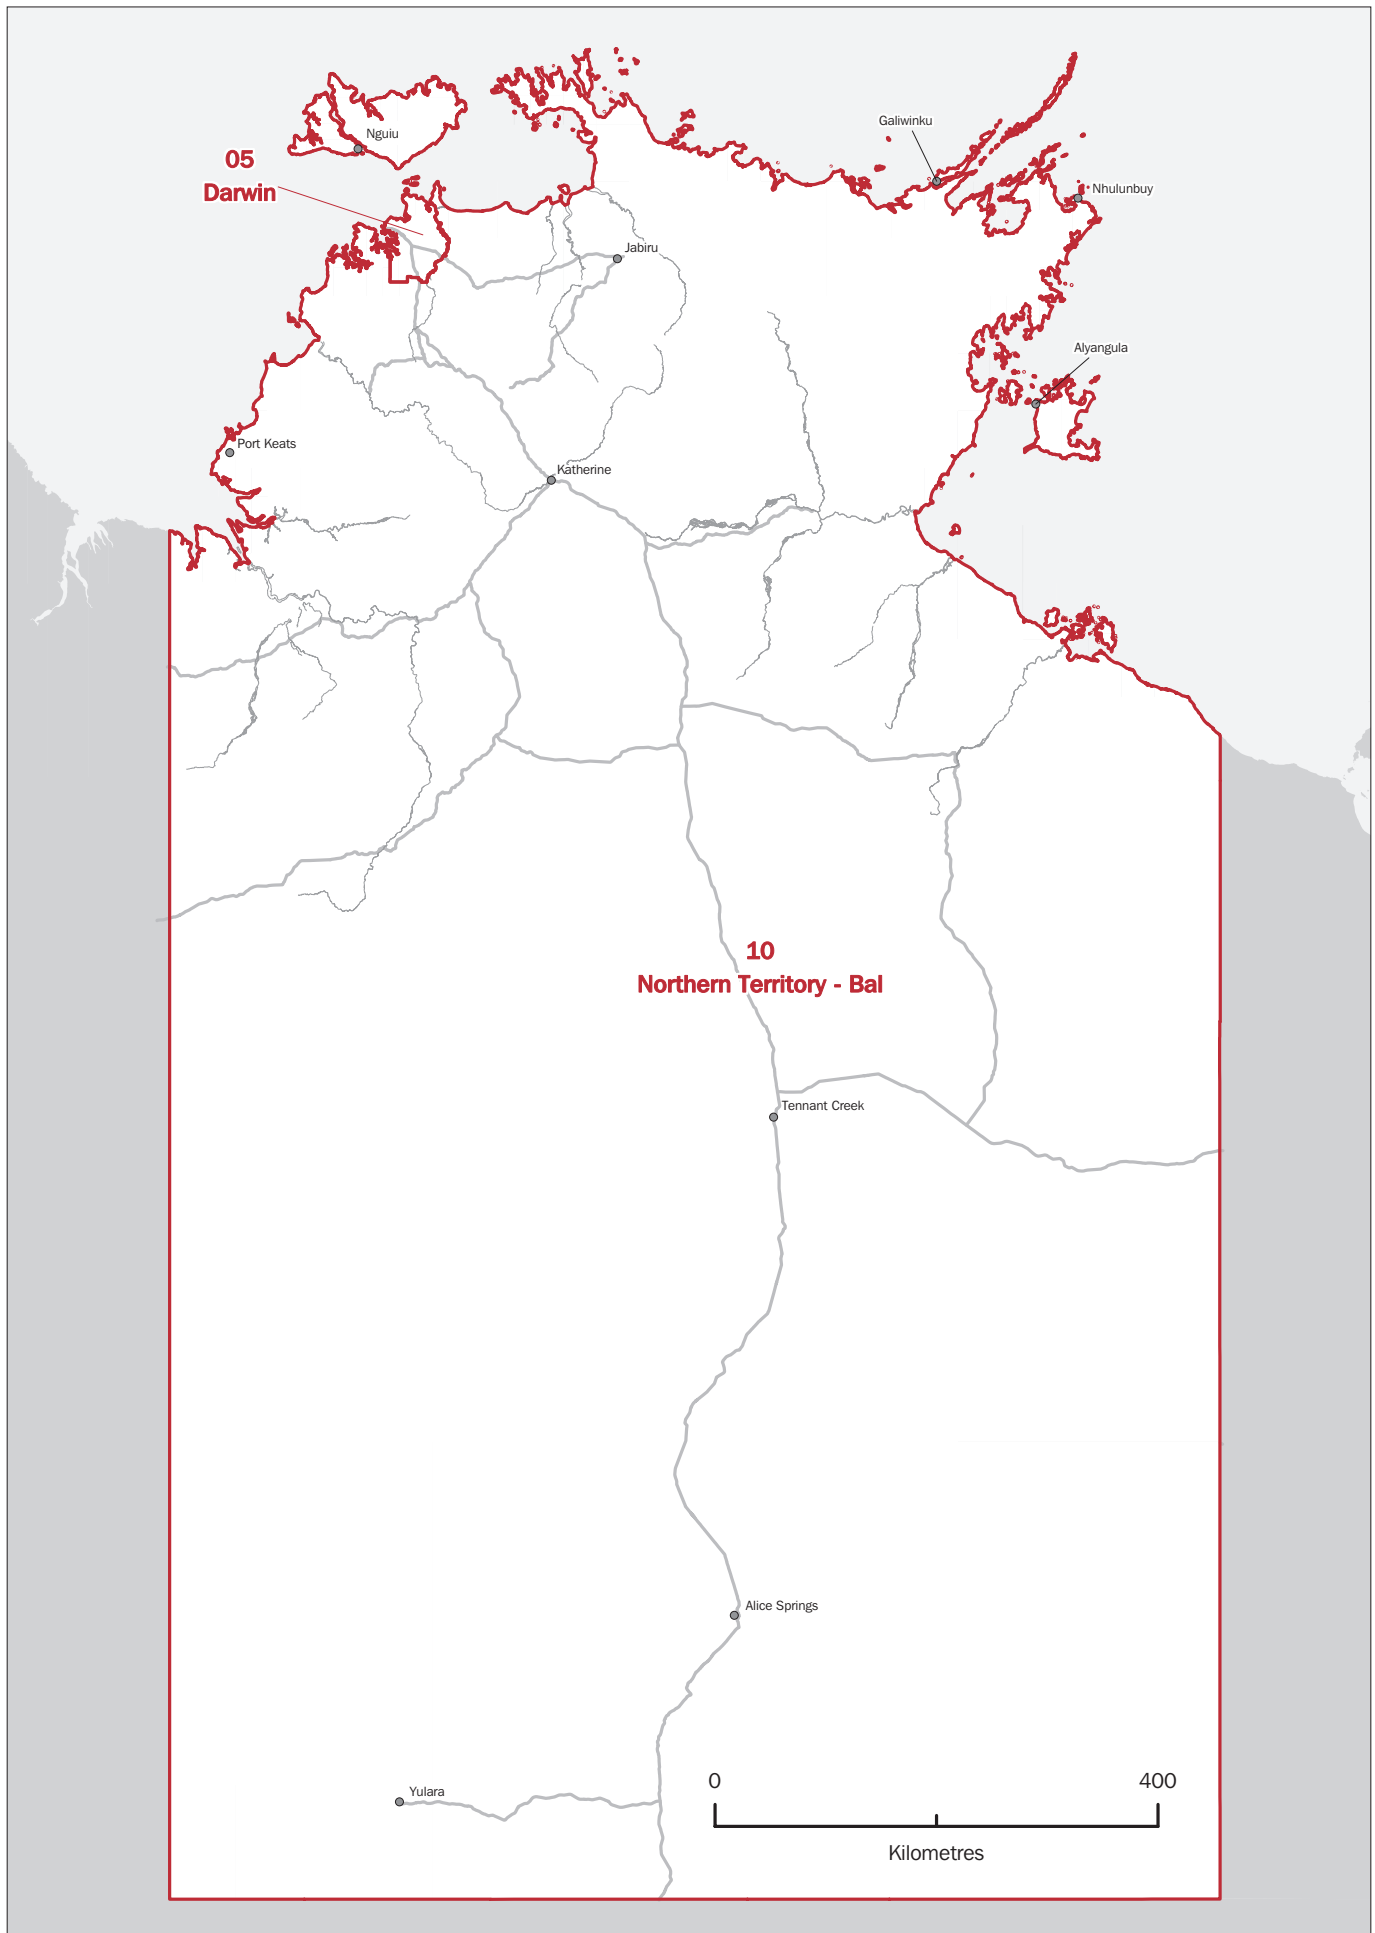 Galiwinku
Nguiu
05
Darwin
Nhulunbuy
Jabiru
Alyangula
Port Keats
Katherine
10
Northern Territory - Bal
Tennant Creek
Alice Springs
0 400
Yulara
Kilometres